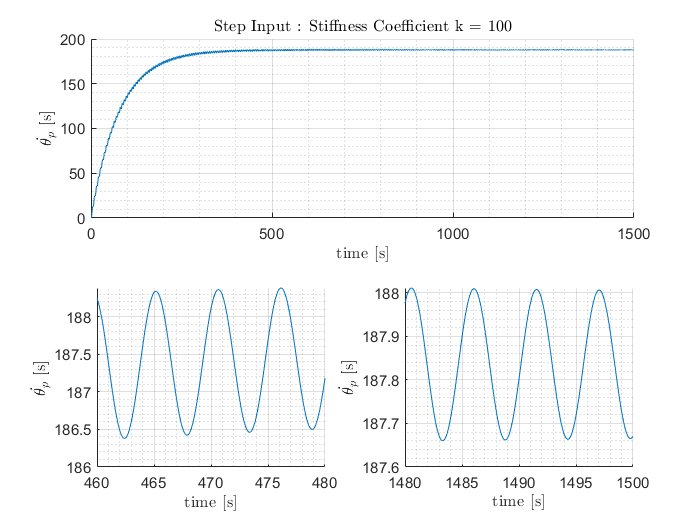 Step Input : Stiffness Coefficient k = 100
200
150
100
50
0
θ̇p [s]
0 500 1000 1500
time [s]
188
187.5
187
186.5
186
θ̇p [s]
460 465 470 475 480
time [s]
188
187.9
187.8
187.7
187.6
θ̇p [s]
1480 1485 1490 1495 1500
time [s]